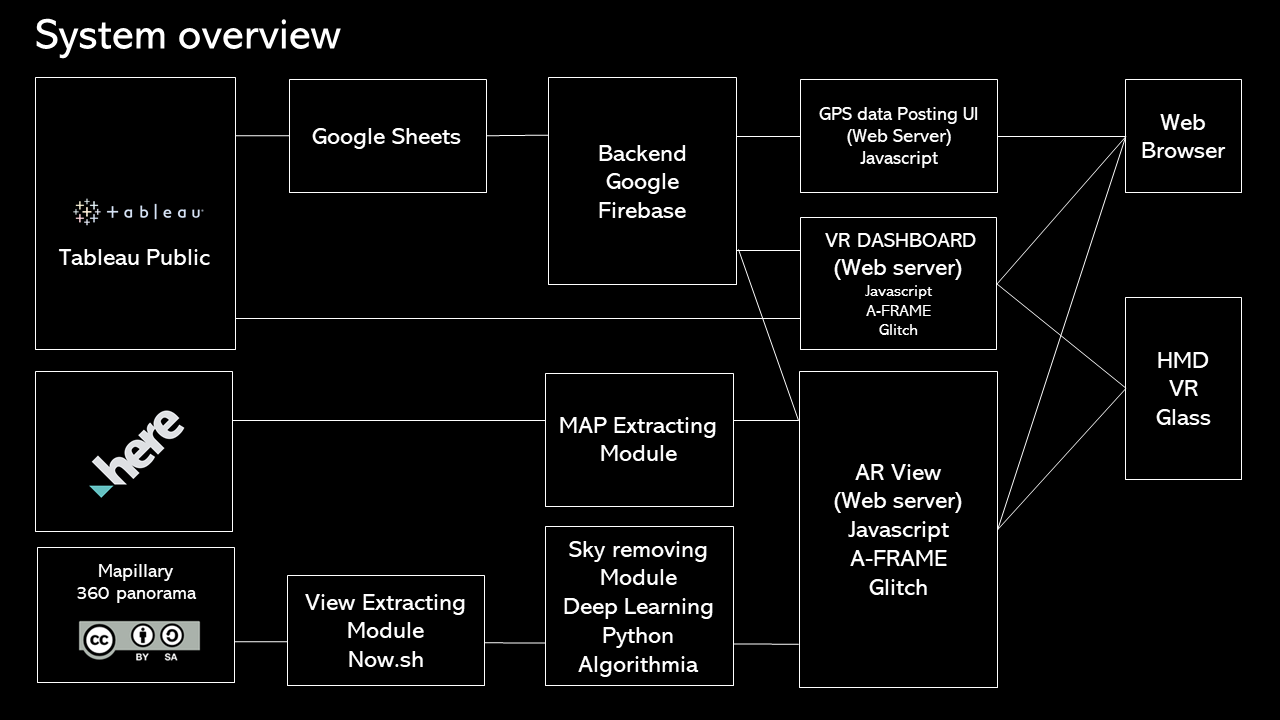 System overview
+ableau
Tableau Public
Google Sheets
Backend
Google
Firebase
GPS data Posting UI
(Web Server)
Javascript
Web
Browser
VR DASHBOARD
(Web server)
Javascript
A-FRAME
Glitch
HMD
VR
Glass
here
MAP Extracting
Module
AR View
(Web server)
Javascript
A-FRAME
Glitch
Mapillary
360 panorama
cc
BY SA
View Extracting
Module
Now.sh
Sky removing
Module
Deep Learning
Python
Algorithmia